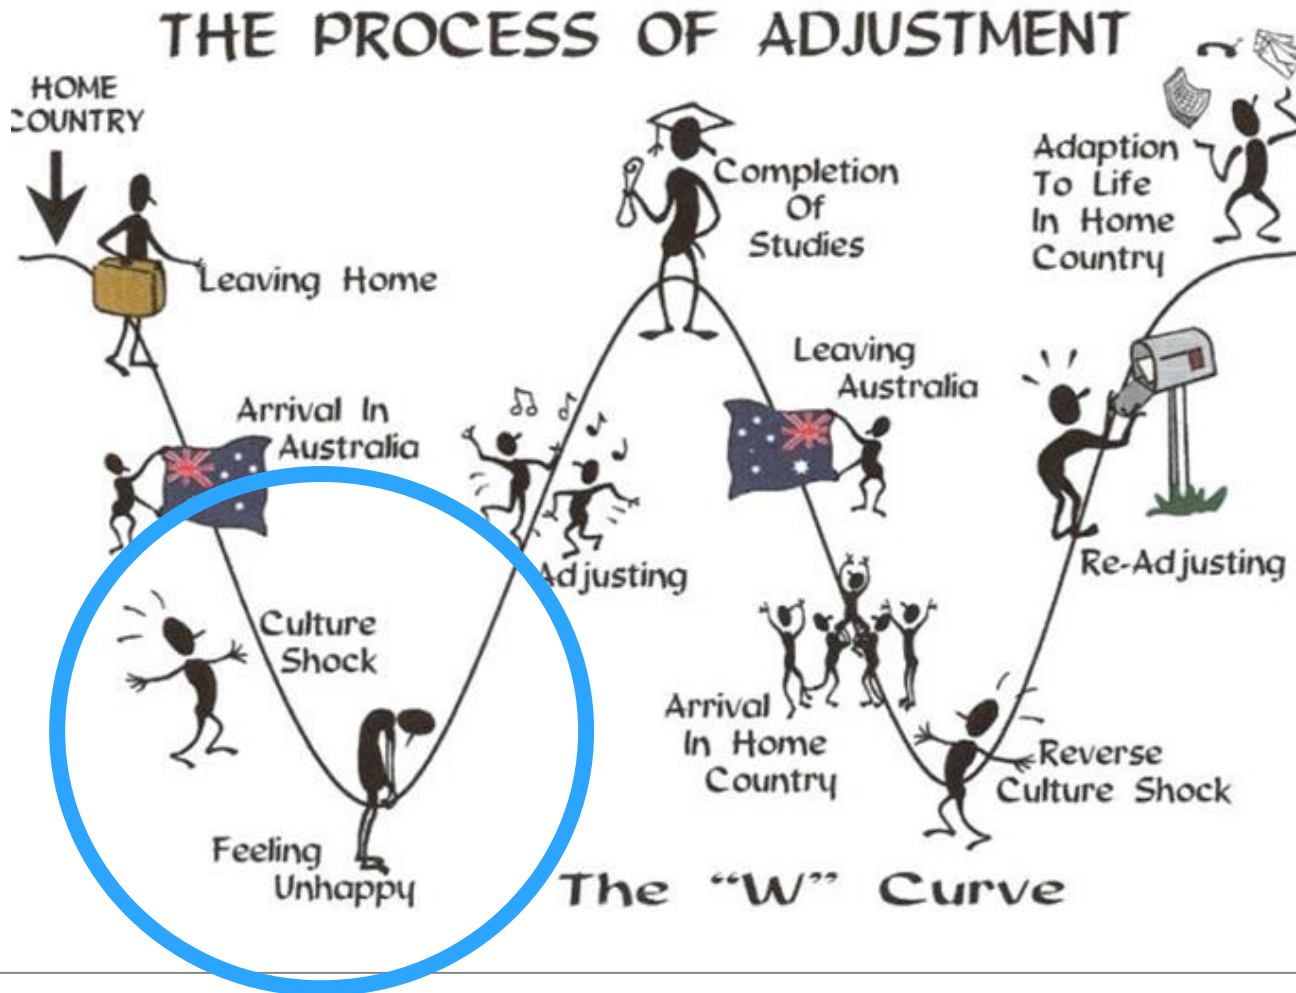 THE PROCESS OF ADJUSTMENT
HOME
COUNTRY
Leaving Home
Arrival In
Australia
Culture
Shock
Feeling
Unhappy
Adjusting
Completion
Of
Studies
Leaving
Australia
Arrival
In Home
Country
Reverse
Culture Shock
Re-Adjusting
Adaption
To Life
In Home
Country
The “W” Curve